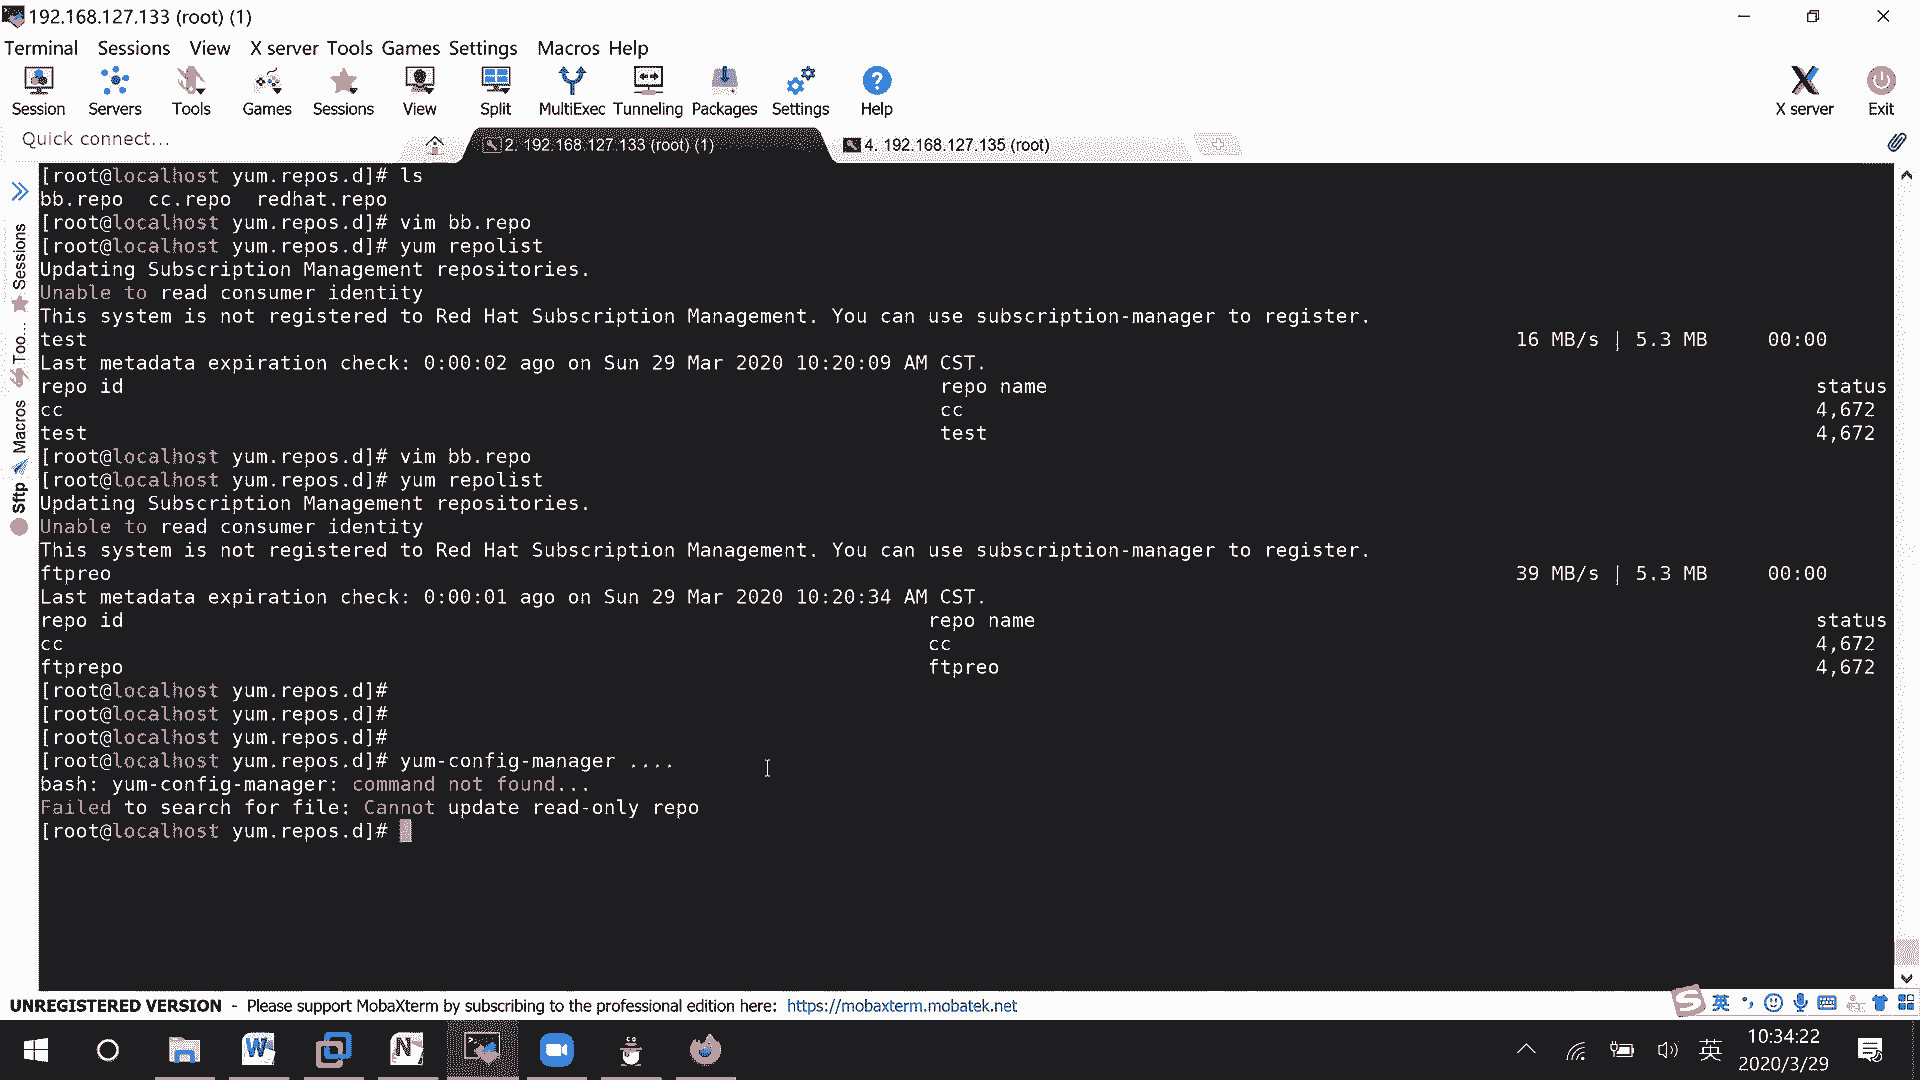 192.168.127.133 (root) (1)
Terminal Sessions View X server Tools Games Settings Macros Help
Session Servers Tools Games Sessions View Split MultiExec Tunneling Packages Settings Help X server Exit
Quick connect...
2. 192.168.127.133 (root) (1)
4. 192.168.127.135 (root)
Sessions
Too...
Macros
Sftp
[root@localhost yum.repos.d]# ls
bb.repo  cc.repo  redhat.repo
[root@localhost yum.repos.d]# vim bb.repo
[root@localhost yum.repos.d]# yum repolist
Updating Subscription Management repositories.
Unable to read consumer identity
This system is not registered to Red Hat Subscription Management. You can use subscription-manager to register.
test 16 MB/s | 5.3 MB 00:00
Last metadata expiration check: 0:00:02 ago on Sun 29 Mar 2020 10:20:09 AM CST.
repo id repo name status
cc cc 4,672
test test 4,672
[root@localhost yum.repos.d]# vim bb.repo
[root@localhost yum.repos.d]# yum repolist
Updating Subscription Management repositories.
Unable to read consumer identity
This system is not registered to Red Hat Subscription Management. You can use subscription-manager to register.
ftpreo 39 MB/s | 5.3 MB 00:00
Last metadata expiration check: 0:00:01 ago on Sun 29 Mar 2020 10:20:34 AM CST.
repo id repo name status
cc cc 4,672
ftprepo ftpreo 4,672
[root@localhost yum.repos.d]#
[root@localhost yum.repos.d]#
[root@localhost yum.repos.d]#
[root@localhost yum.repos.d]# yum-config-manager ....
bash: yum-config-manager: command not found...
Failed to search for file: Cannot update read-only repo
[root@localhost yum.repos.d]#
UNREGISTERED VERSION - Please support MobaXterm by subscribing to the professional edition here: https://mobaxterm.mobatek.net
英
英
10:34:22
2020/3/29